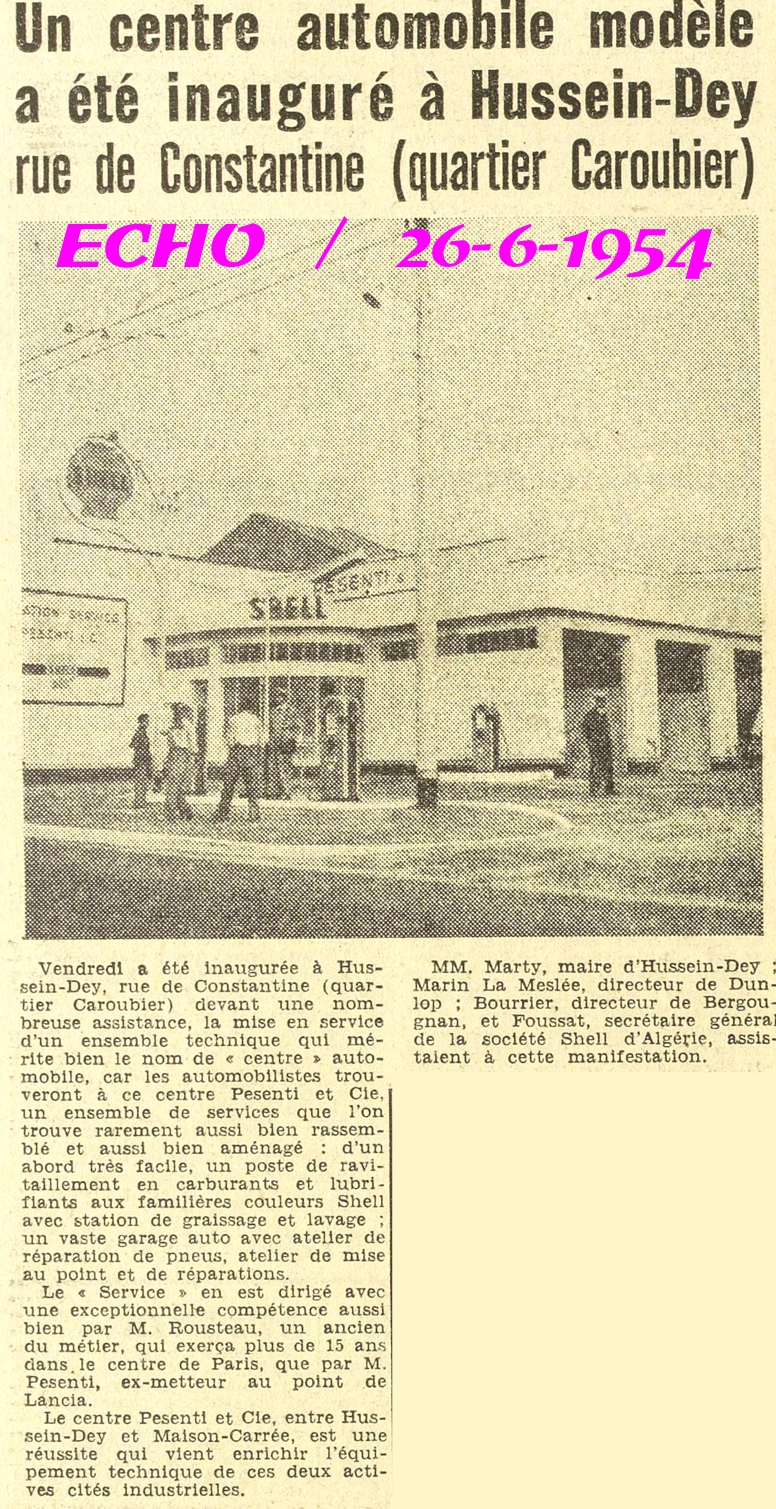 Un centre automobile modèle
a été inauguré à Hussein-Dey
rue de Constantine (quartier Caroubier)
ECHO / 26-6-1954
SHELL
PESENTI &
STATION SERVICE
PESENTI & C
SHELL
Vendredi a été inaugurée à Hus-
sein-Dey, rue de Constantine (quar-
tier Caroubier) devant une nom-
breuse assistance, la mise en service
d'un ensemble technique qui mé-
rite bien le nom de « centre » auto-
mobile, car les automobilistes trou-
veront à ce centre Pesenti et Cie,
un ensemble de services que l'on
trouve rarement aussi bien rassem-
blé et aussi bien aménagé : d'un
abord très facile, un poste de ravi-
taillement en carburants et lubri-
fiants aux familières couleurs Shell
avec station de graissage et lavage ;
un vaste garage auto avec atelier de
réparation de pneus, atelier de mise
au point et de réparations.
Le « Service » en est dirigé avec
une exceptionnelle compétence aussi
bien par M. Rousteau, un ancien
du métier, qui exerça plus de 15 ans
dans le centre de Paris, que par M.
Pesenti, ex-metteur au point de
Lancia.
Le centre Pesenti et Cie, entre Hus-
sein-Dey et Maison-Carrée, est une
réussite qui vient enrichir l'équi-
pement technique de ces deux acti-
ves cités industrielles.
MM. Marty, maire d'Hussein-Dey ;
Marin La Meslée, directeur de Dun-
lop ; Bourrier, directeur de Bergou-
gnan, et Foussat, secrétaire général
de la société Shell d'Algérie, assis-
taient à cette manifestation.